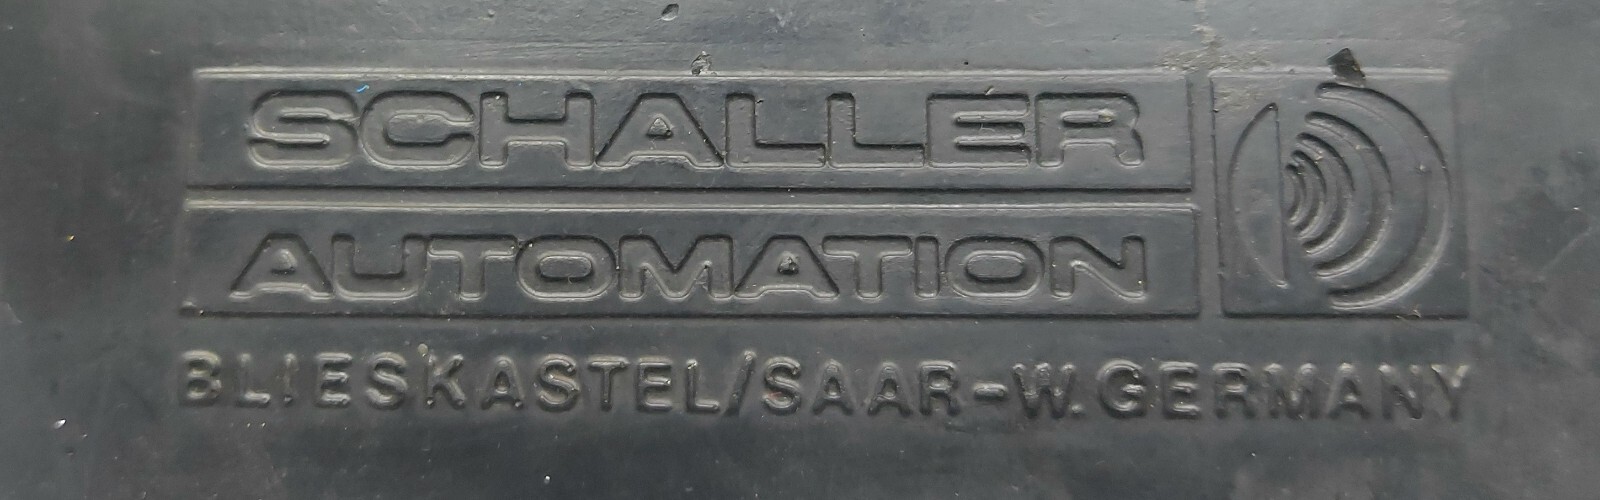 SCHALLER
AUTOMATION
BLIESKASTEL/SAAR-W.GERMANY